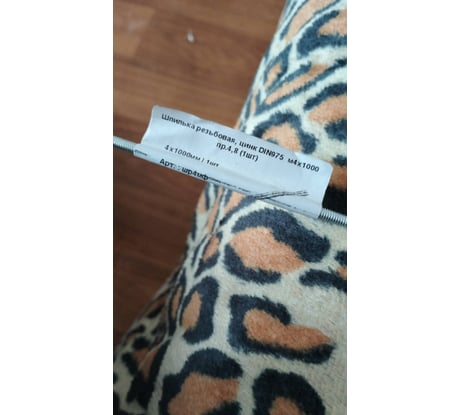 Шпилька резьбовая, цинк DIN975 м4х1000
пр.4,8 (1шт)
4х1000мм / 1шт